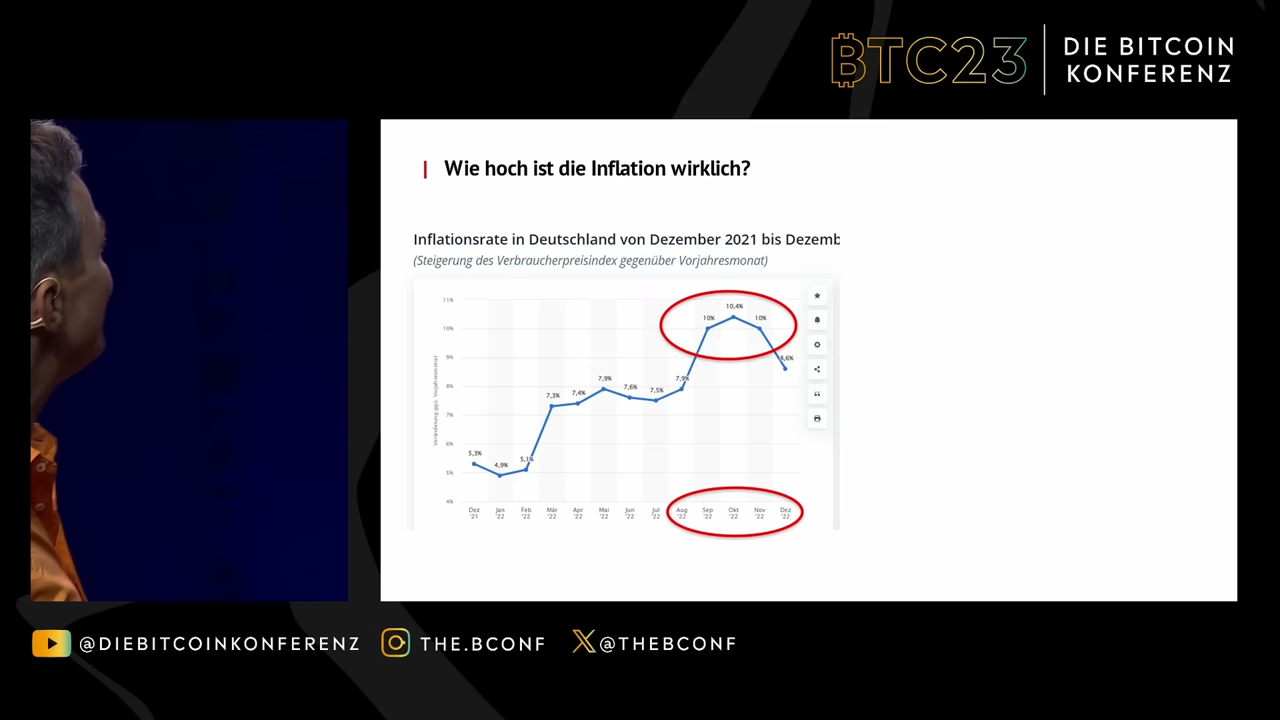 BTC23
DIE BITCOIN
KONFERENZ
Wie hoch ist die Inflation wirklich?
Inflationsrate in Deutschland von Dezember 2021 bis Dezemb
(Steigerung des Verbraucherpreisindex gegenüber Vorjahresmonat)
Veränderung ggü. Vorjahresmonat
11%
10%
9%
8%
7%
6%
5%
4%
5,3%
4,9%
5,1%
7,3%
7,4%
7,9%
7,6%
7,5%
7,9%
10%
10,4%
10%
8,6%
Dez '21
Jan '22
Feb '22
Mär '22
Apr '22
Mai '22
Jun '22
Jul '22
Aug '22
Sep '22
Okt '22
Nov '22
Dez '22
@DIEBITCOINKONFERENZ
THE.BCONF
@THEBCONF